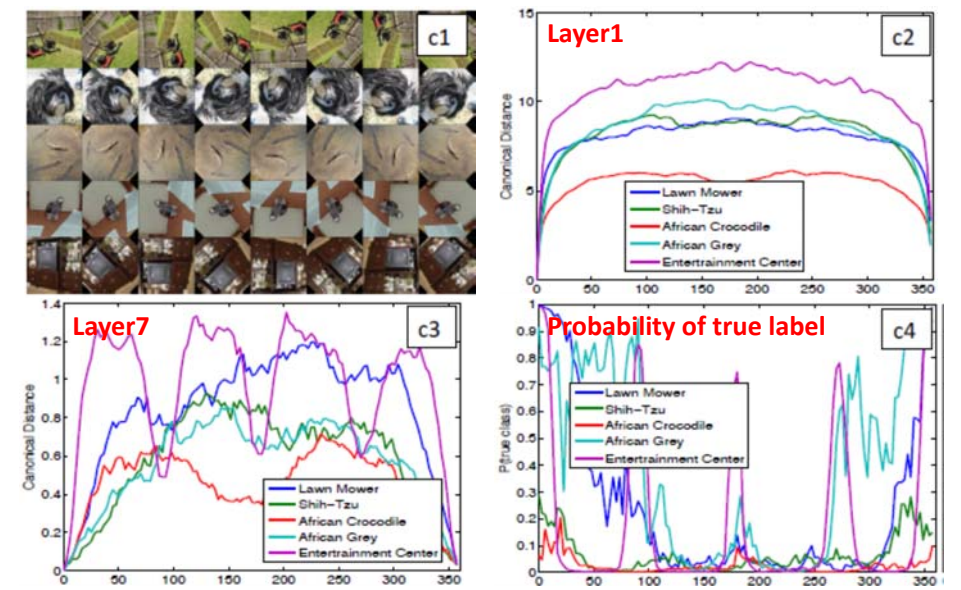 c1
Layer1
c2
15
10
5
0
Canonical Distance
Lawn Mower
Shih-Tzu
African Crocodile
African Grey
Entertrainment Center
0 50 100 150 200 250 300 350
Layer7
c3
1.4
1.2
1
0.8
0.6
0.4
0.2
0
Canonical Distance
Lawn Mower
Shih-Tzu
African Crocodile
African Grey
Entertrainment Center
0 50 100 150 200 250 300 350
Probability of true label
c4
1
0.9
0.8
0.7
0.6
0.5
0.4
0.3
0.2
0.1
0
P(true class)
Lawn Mower
Shih-Tzu
African Crocodile
African Grey
Entertrainment Center
0 50 100 150 200 250 300 350